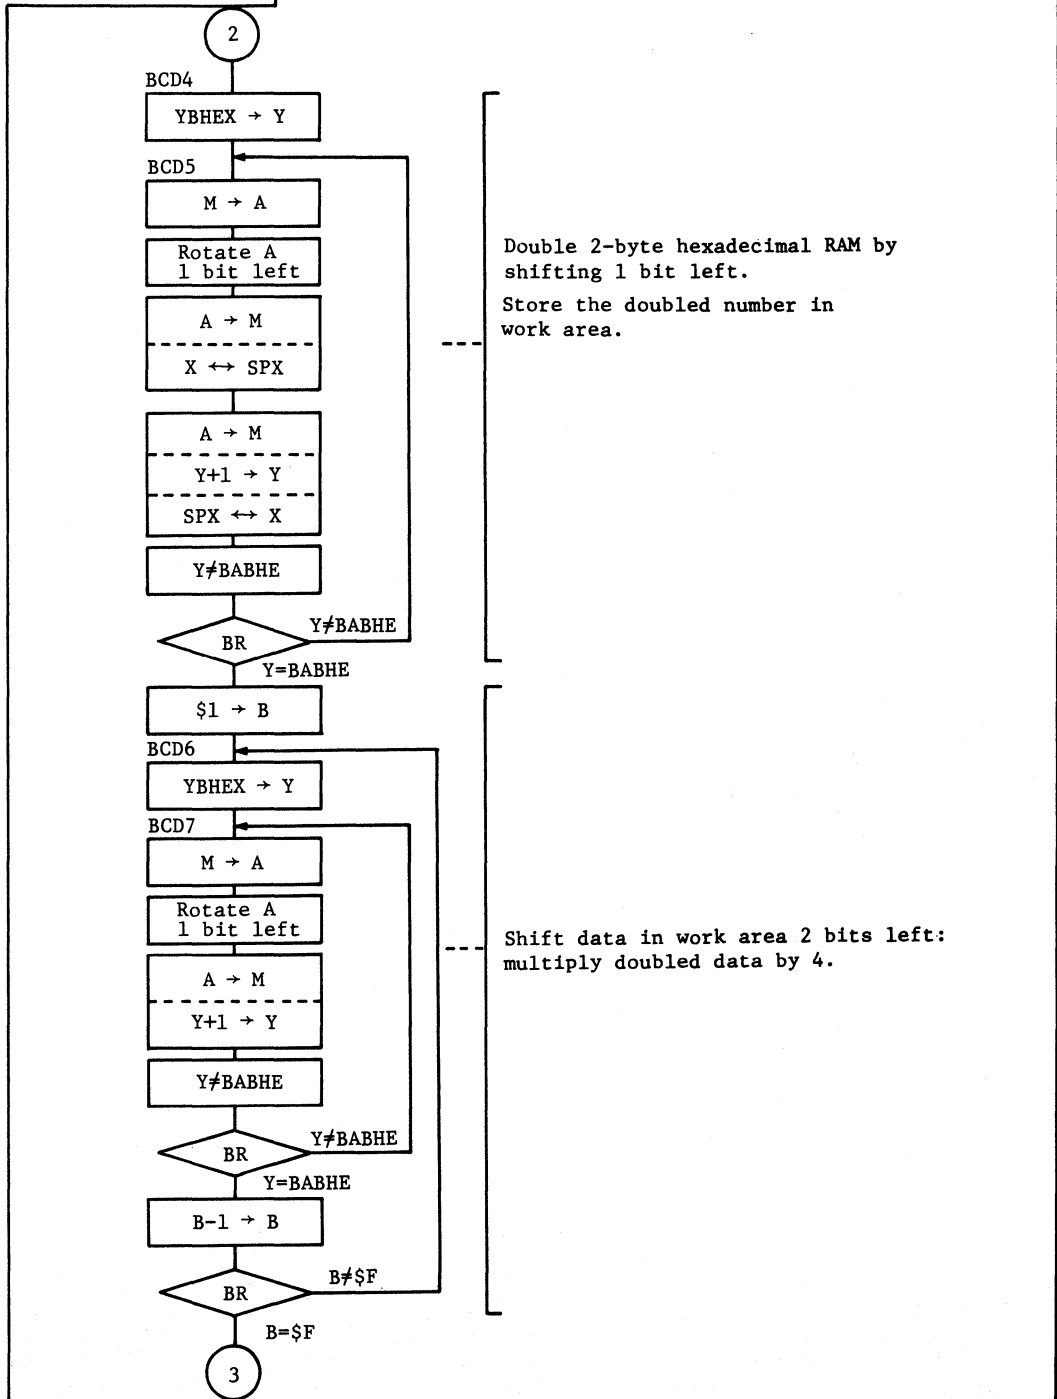 2
BCD4
YBHEX → Y
BCD5
M → A
Rotate A
1 bit left
A → M
X ↔ SPX
A → M
Y+1 → Y
SPX ↔ X
Y≠BABHE
BR
Y≠BABHE
Y=BABHE
Double 2-byte hexadecimal RAM by
shifting 1 bit left.
Store the doubled number in
work area.
$1 → B
BCD6
YBHEX → Y
BCD7
M → A
Rotate A
1 bit left
A → M
Y+1 → Y
Y≠BABHE
BR
Y≠BABHE
Y=BABHE
B-1 → B
BR
B≠$F
B=$F
Shift data in work area 2 bits left:
multiply doubled data by 4.
3